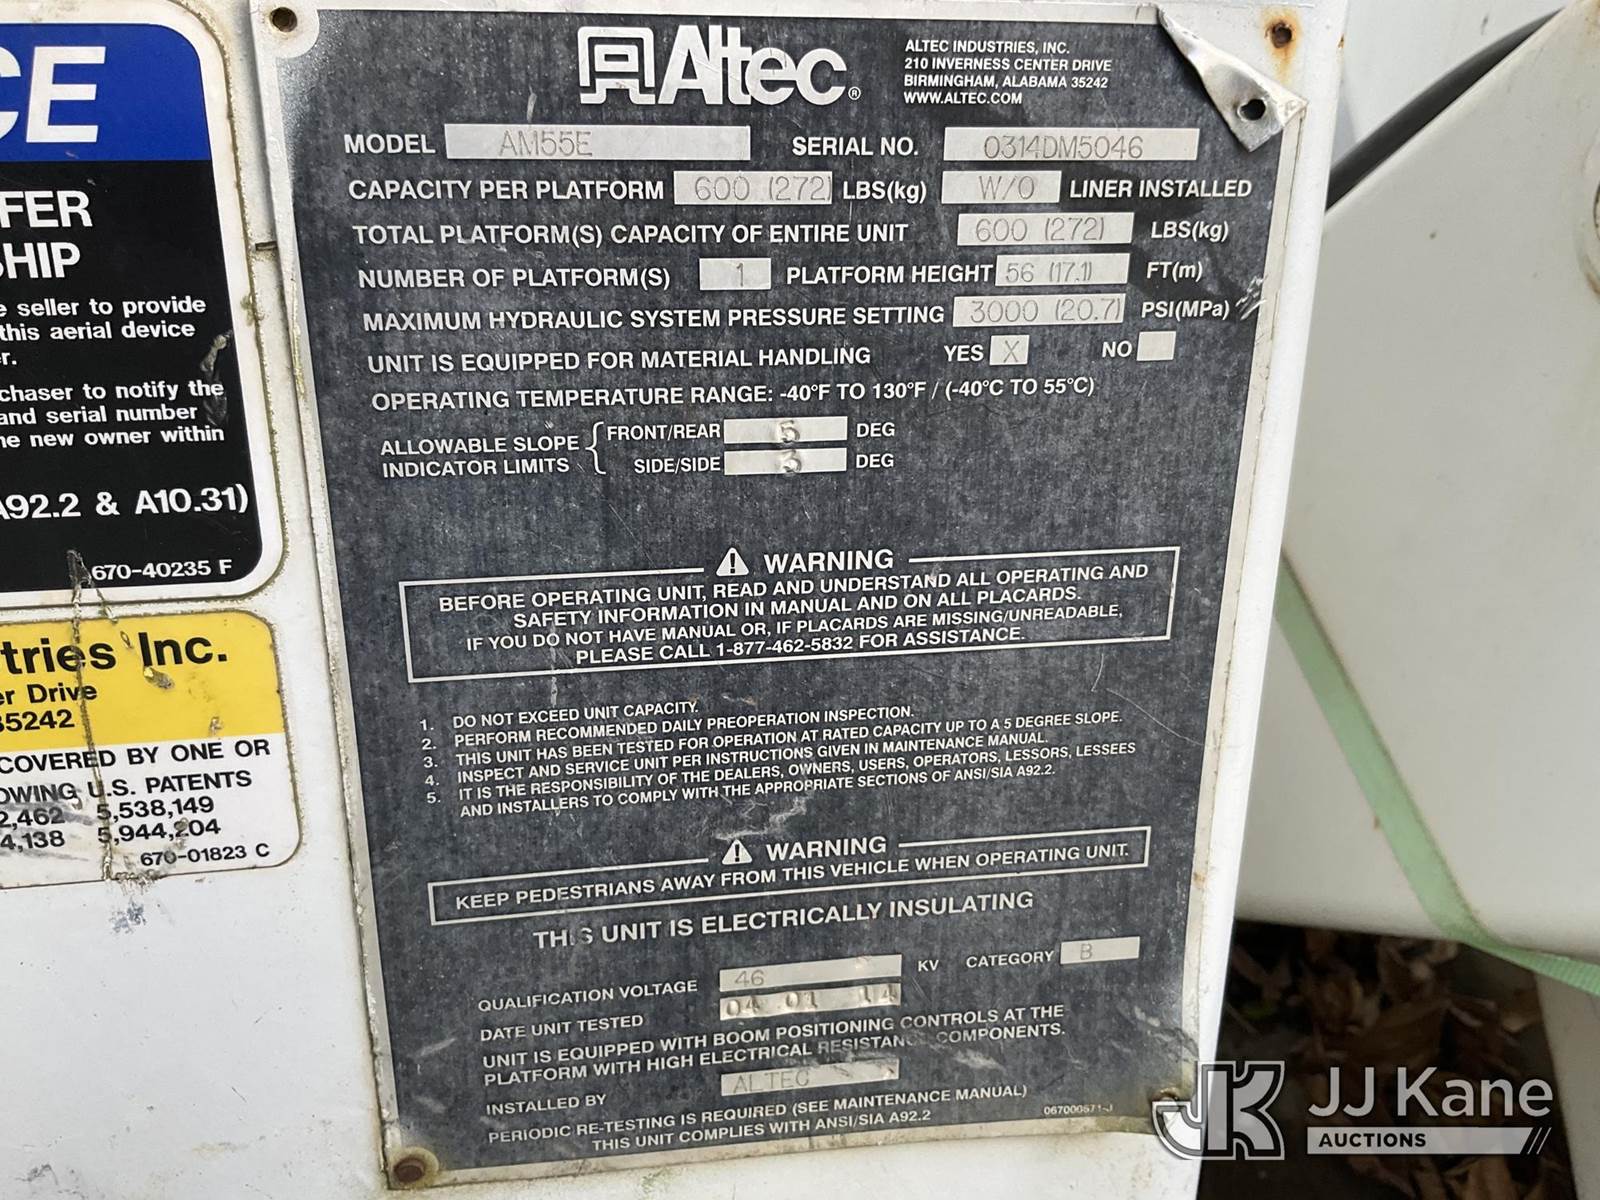 CE
FER
SHIP
e seller to provide
this aerial device
r.
chaser to notify the
and serial number
he new owner within
A92.2 & A10.31)
670-40235 F
tries Inc.
er Drive
35242
COVERED BY ONE OR
OWING U.S. PATENTS
2,462 5,538,149
4,138 5,944,204
670-01823 C
Altec®
ALTEC INDUSTRIES, INC.
210 INVERNESS CENTER DRIVE
BIRMINGHAM, ALABAMA 35242
WWW.ALTEC.COM
MODEL AM55E SERIAL NO. 0314DM5046
CAPACITY PER PLATFORM 600 (272) LBS(kg) W/O LINER INSTALLED
TOTAL PLATFORM(S) CAPACITY OF ENTIRE UNIT 600 (272) LBS(kg)
NUMBER OF PLATFORM(S) 1 PLATFORM HEIGHT 56 (17.1) FT(m)
MAXIMUM HYDRAULIC SYSTEM PRESSURE SETTING 3000 (20.7) PSI(MPa)
UNIT IS EQUIPPED FOR MATERIAL HANDLING YES X NO
OPERATING TEMPERATURE RANGE: -40°F TO 130°F / (-40°C TO 55°C)
ALLOWABLE SLOPE INDICATOR LIMITS { FRONT/REAR 5 DEG
SIDE/SIDE 3 DEG
⚠ WARNING
BEFORE OPERATING UNIT, READ AND UNDERSTAND ALL OPERATING AND
SAFETY INFORMATION IN MANUAL AND ON ALL PLACARDS.
IF YOU DO NOT HAVE MANUAL OR, IF PLACARDS ARE MISSING/UNREADABLE,
PLEASE CALL 1-877-462-5832 FOR ASSISTANCE.
1. DO NOT EXCEED UNIT CAPACITY.
2. PERFORM RECOMMENDED DAILY PREOPERATION INSPECTION.
3. THIS UNIT HAS BEEN TESTED FOR OPERATION AT RATED CAPACITY UP TO A 5 DEGREE SLOPE.
4. INSPECT AND SERVICE UNIT PER INSTRUCTIONS GIVEN IN MAINTENANCE MANUAL.
5. IT IS THE RESPONSIBILITY OF THE DEALERS, OWNERS, USERS, OPERATORS, LESSORS, LESSEES
AND INSTALLERS TO COMPLY WITH THE APPROPRIATE SECTIONS OF ANSI/SIA A92.2.
⚠ WARNING
KEEP PEDESTRIANS AWAY FROM THIS VEHICLE WHEN OPERATING UNIT.
THIS UNIT IS ELECTRICALLY INSULATING
QUALIFICATION VOLTAGE 46 KV CATEGORY B
DATE UNIT TESTED 04 01 14
UNIT IS EQUIPPED WITH BOOM POSITIONING CONTROLS AT THE
PLATFORM WITH HIGH ELECTRICAL RESISTANCE COMPONENTS.
INSTALLED BY ALTEC
PERIODIC RE-TESTING IS REQUIRED (SEE MAINTENANCE MANUAL)
THIS UNIT COMPLIES WITH ANSI/SIA A92.2
JK JJ Kane
AUCTIONS